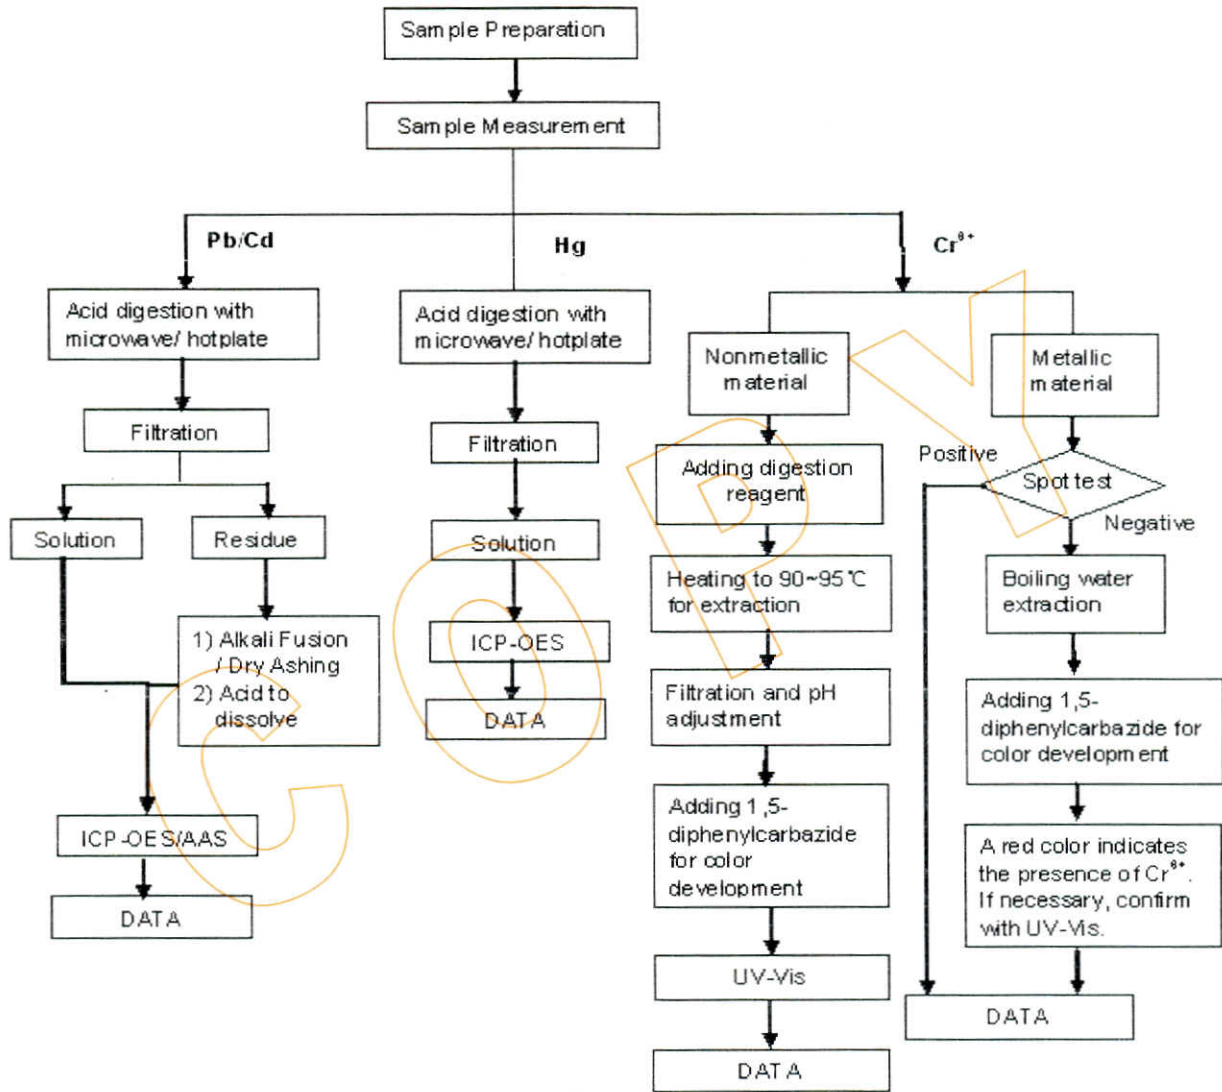 Sample Preparation
Sample Measurement
Pb/Cd
Acid digestion with
microwave/ hotplate
Filtration
Solution
Residue
1) Alkali Fusion
/ Dry Ashing
2) Acid to
dissolve
ICP-OES/AAS
DATA
Hg
Acid digestion with
microwave/ hotplate
Filtration
Solution
ICP-OES
DATA
Cr⁶⁺
Nonmetallic
material
Adding digestion
reagent
Heating to 90~95℃
for extraction
Filtration and pH
adjustment
Adding 1,5-
diphenylcarbazide
for color
development
UV-Vis
DATA
Metallic
material
Spot test
Positive
Negative
Boiling water
extraction
Adding 1,5-
diphenylcarbazide for
color development
A red color indicates
the presence of Cr⁶⁺.
If necessary, confirm
with UV-Vis.
DATA
COPY